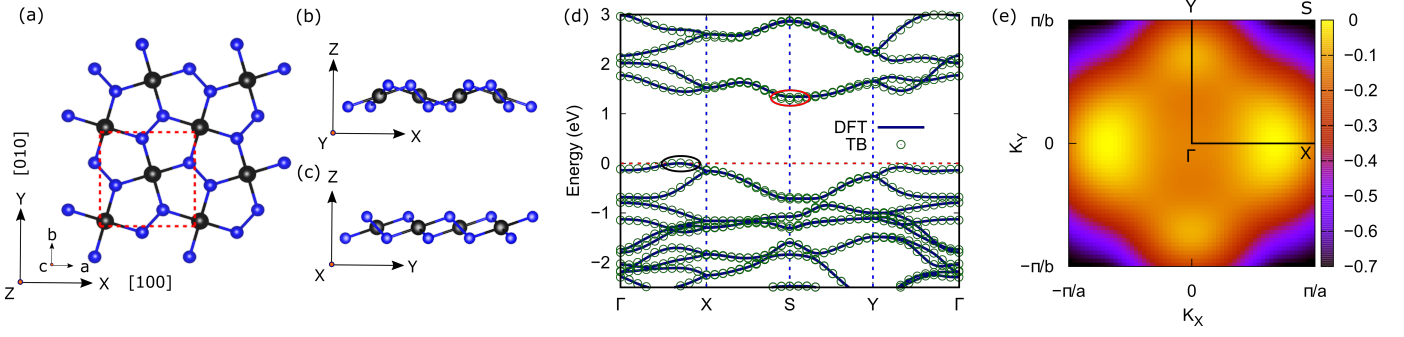 (a)
[010]
Y
Z
X
b
c
a
[100]
(b)
Z
Y
X
(c)
Z
X
Y
(d)
Energy (eV)
3
2
1
0
−1
−2
DFT
TB
Γ
X
S
Y
Γ
(e)
Y
S
π/b
K_Y
0
−π/b
Γ
X
−π/a
0
π/a
K_X
0
−0.1
−0.2
−0.3
−0.4
−0.5
−0.6
−0.7